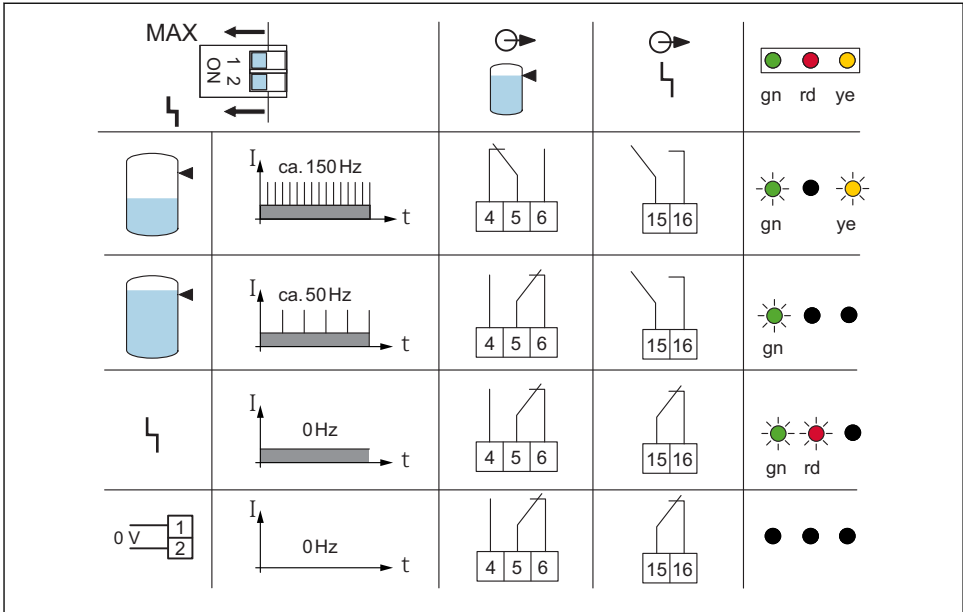 MAX
1 2
ON
gn rd ye
I
ca. 150 Hz
t
4 5 6
15 16
gn ye
I
ca. 50 Hz
t
4 5 6
15 16
gn
I
0 Hz
t
4 5 6
15 16
gn rd
0 V
1
2
I
0 Hz
t
4 5 6
15 16